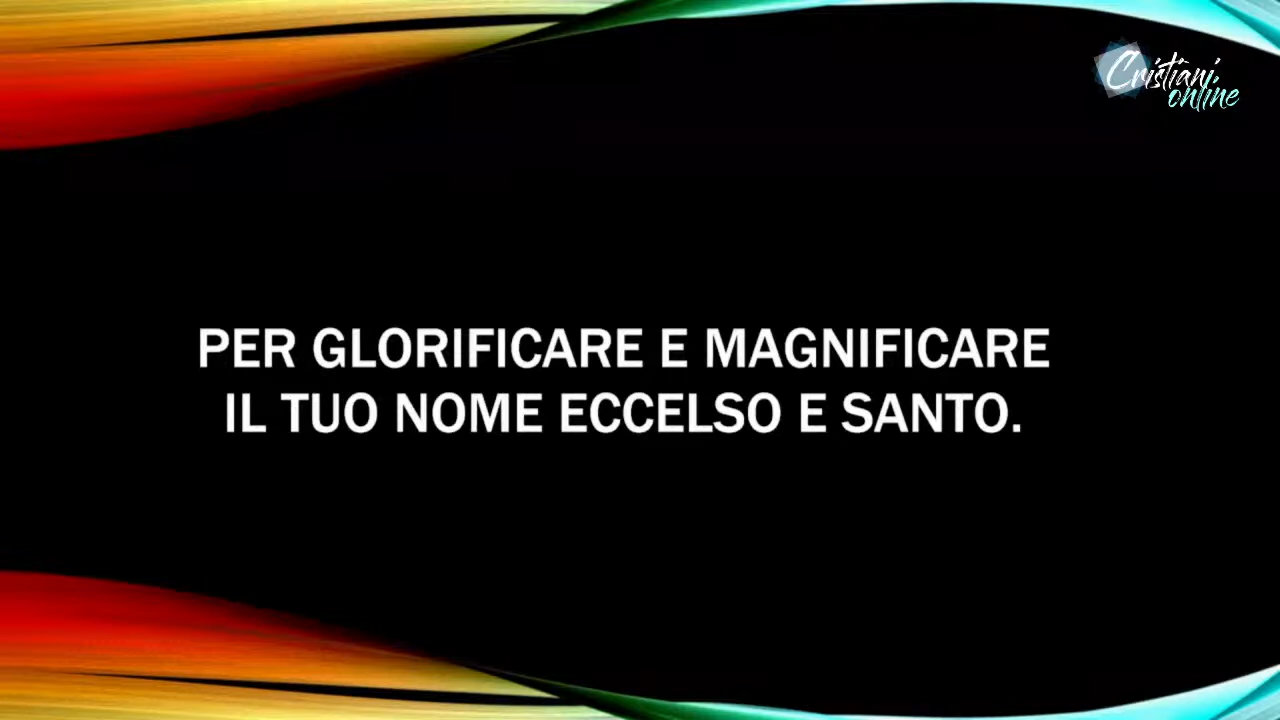 Cristiani
online
PER GLORIFICARE E MAGNIFICARE
IL TUO NOME ECCELSO E SANTO.